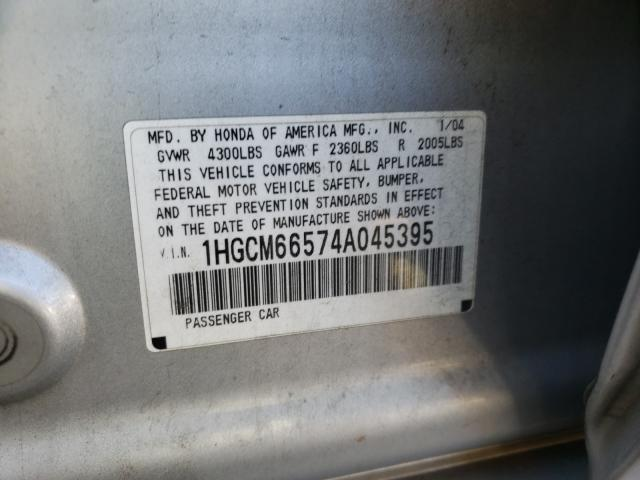 MFD. BY HONDA OF AMERICA MFG., INC. 1/04
GVWR 4300LBS GAWR F 2360LBS R 2005LBS
THIS VEHICLE CONFORMS TO ALL APPLICABLE
FEDERAL MOTOR VEHICLE SAFETY, BUMPER,
AND THEFT PREVENTION STANDARDS IN EFFECT
ON THE DATE OF MANUFACTURE SHOWN ABOVE:
V.I.N. 1HGCM66574A045395
PASSENGER CAR